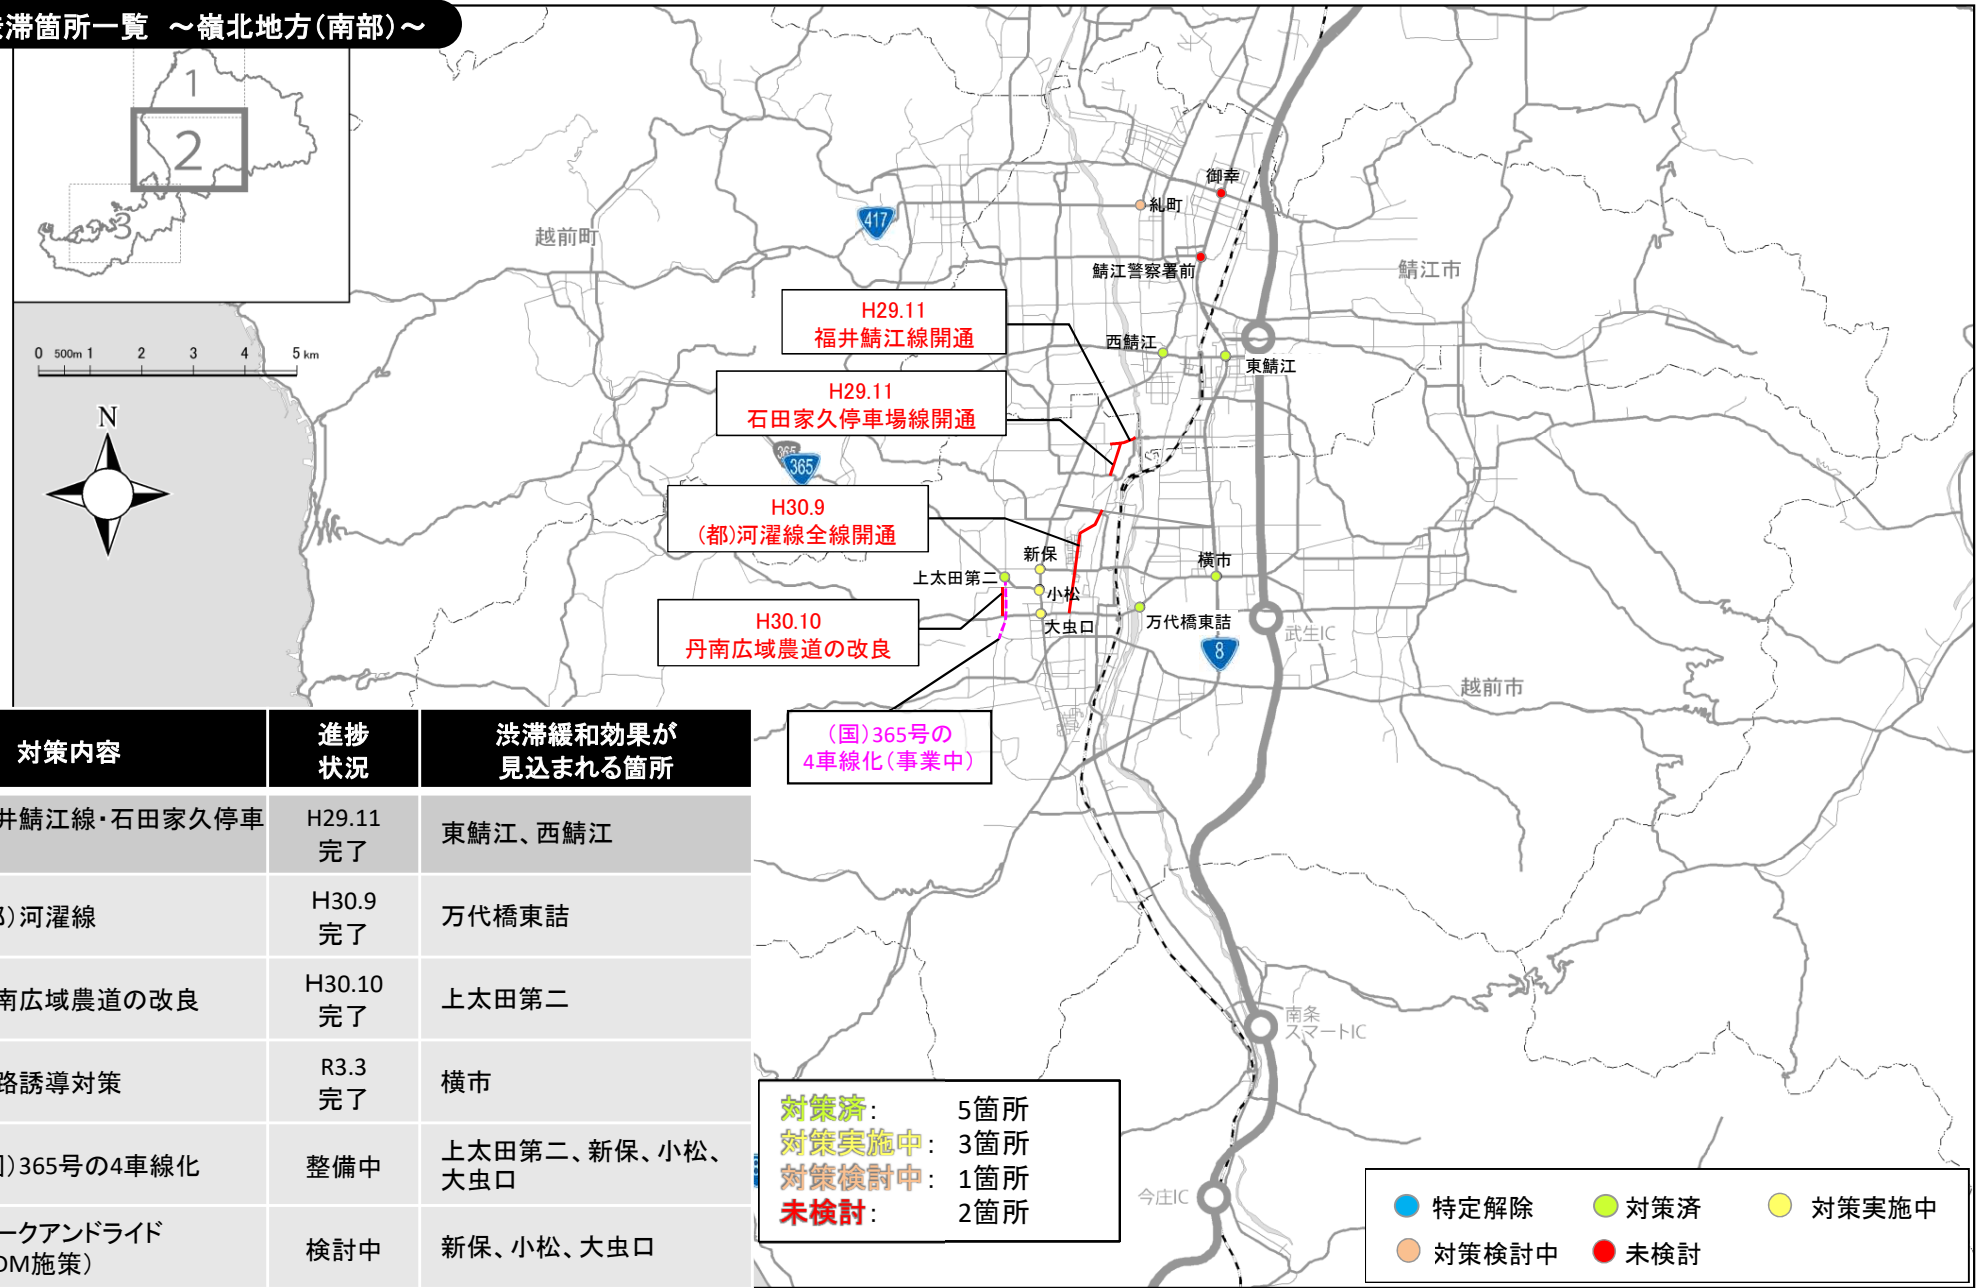 滞箇所一覧 ～嶺北地方(南部)～
1
2
3
0 500m 1 2 3 4 5 km
N
417
越前町
御幸
糺町
鯖江警察署前
鯖江市
H29.11
福井鯖江線開通
西鯖江
東鯖江
H29.11
石田家久停車場線開通
365
365
H30.9
(都)河濯線全線開通
新保
上太田第二
小松
大虫口
横市
万代橋東詰
武生IC
8
越前市
H30.10
丹南広域農道の改良
(国)365号の
4車線化(事業中)
南条
スマートIC
今庄IC
対策内容
進捗
状況
渋滞緩和効果が
見込まれる箇所
井鯖江線・石田家久停車
H29.11
完了
東鯖江、西鯖江
)河濯線
H30.9
完了
万代橋東詰
南広域農道の改良
H30.10
完了
上太田第二
路誘導対策
R3.3
完了
横市
)365号の4車線化
整備中
上太田第二、新保、小松、
大虫口
ークアンドライド
DM施策)
検討中
新保、小松、大虫口
対策済: 5箇所
対策実施中: 3箇所
対策検討中: 1箇所
未検討: 2箇所
特定解除 対策済 対策実施中
対策検討中 未検討